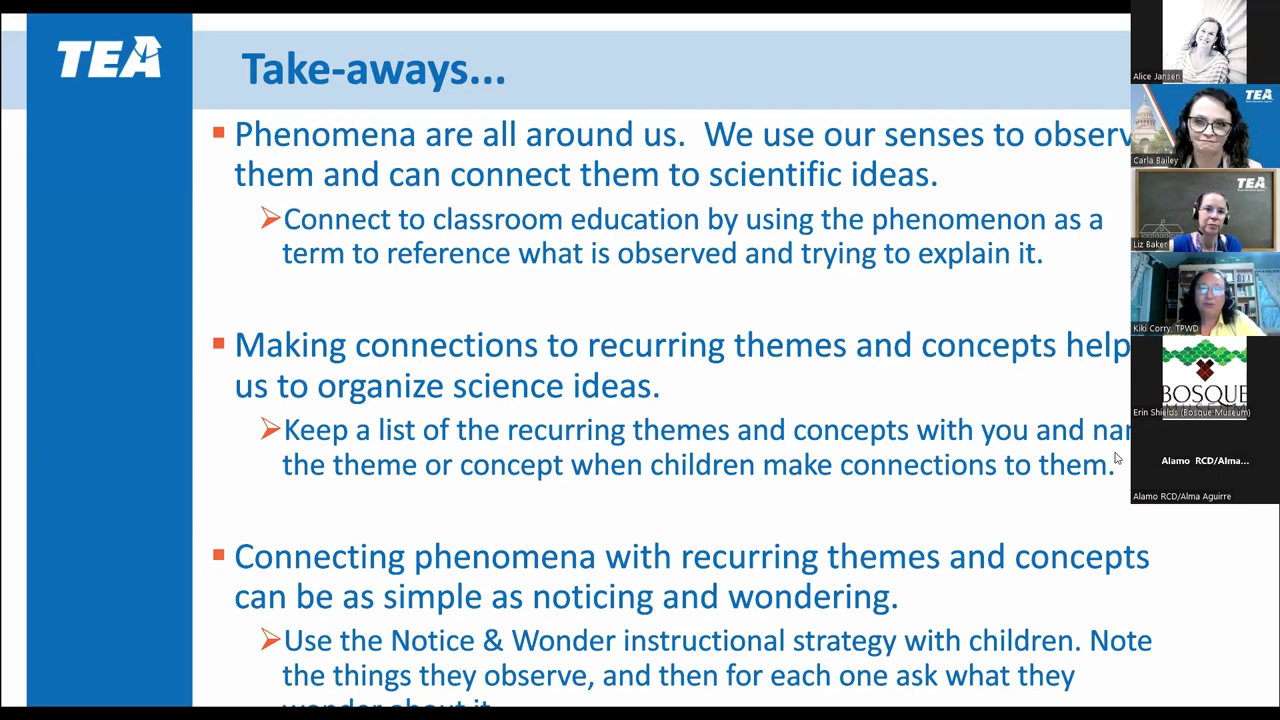 TEA
Take-aways...
Phenomena are all around us. We use our senses to observ
them and can connect them to scientific ideas.
Connect to classroom education by using the phenomenon as a
term to reference what is observed and trying to explain it.
Making connections to recurring themes and concepts help
us to organize science ideas.
Keep a list of the recurring themes and concepts with you and nam
the theme or concept when children make connections to them.
Connecting phenomena with recurring themes and concepts
can be as simple as noticing and wondering.
Use the Notice & Wonder instructional strategy with children. Note
the things they observe, and then for each one ask what they
wonder about it.
Alice Jansen
TEA
Carla Bailey
TEA
Liz Baker
Kiki Corry, TPWD
BOSQUE
MUSEUM
Erin Shields (Bosque Museum)
Alamo RCD/Alma...
Alamo RCD/Alma Aguirre